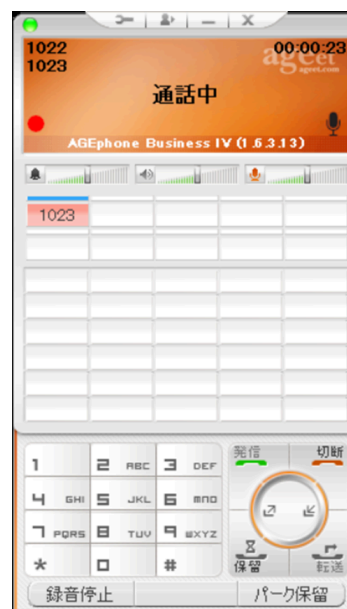 1022 00:00:23
1023
ageet
ageet.com
通話中
AGEphone Business IV (1.6.3.13)
1023
発信 切断
1 2 ABC 3 DEF
4 GHI 5 JKL 6 MNO
7 PQRS 8 TUV 9 WXYZ
* 0 #
保留 転送
録音停止 パーク保留